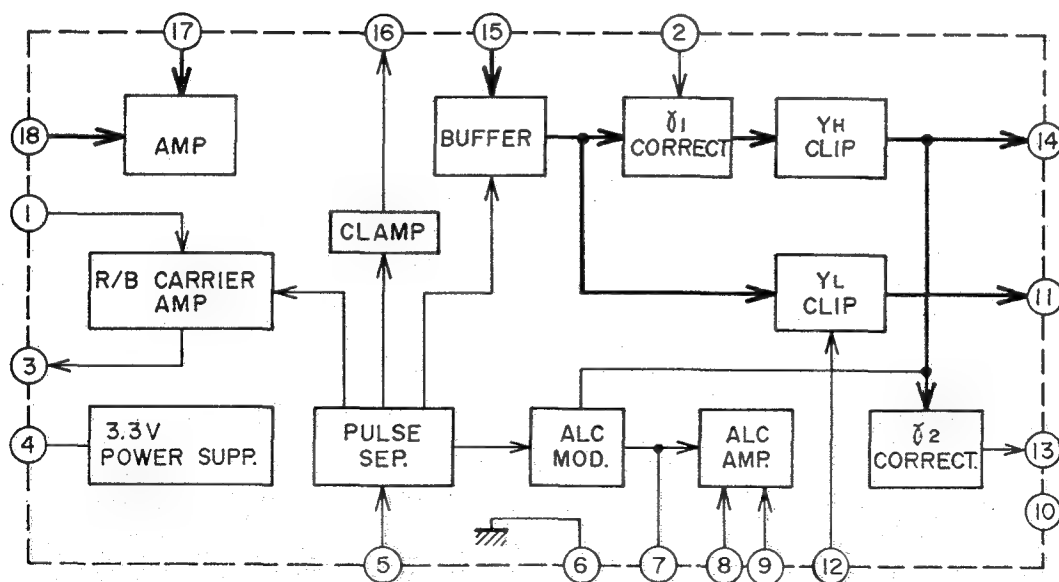 17
16
15
2
18
AMP
BUFFER
γ1
CORRECT
YH
CLIP
14
1
CLAMP
R/B CARRIER
AMP
YL
CLIP
11
3
4
3.3V
POWER SUPP.
PULSE
SEP.
ALC
MOD.
ALC
AMP.
γ2
CORRECT.
13
10
5
6
7
8
9
12